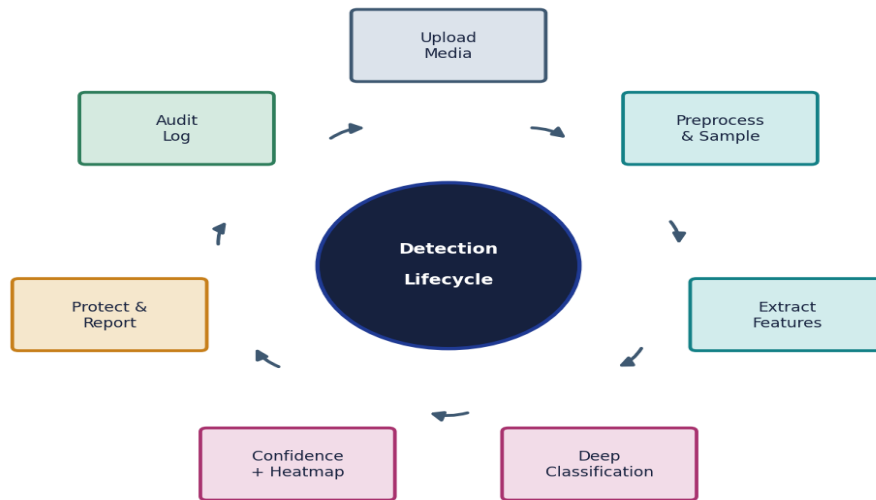 Upload
Media
Preprocess
& Sample
Extract
Features
Deep
Classification
Confidence
+ Heatmap
Protect &
Report
Audit
Log
Detection
Lifecycle